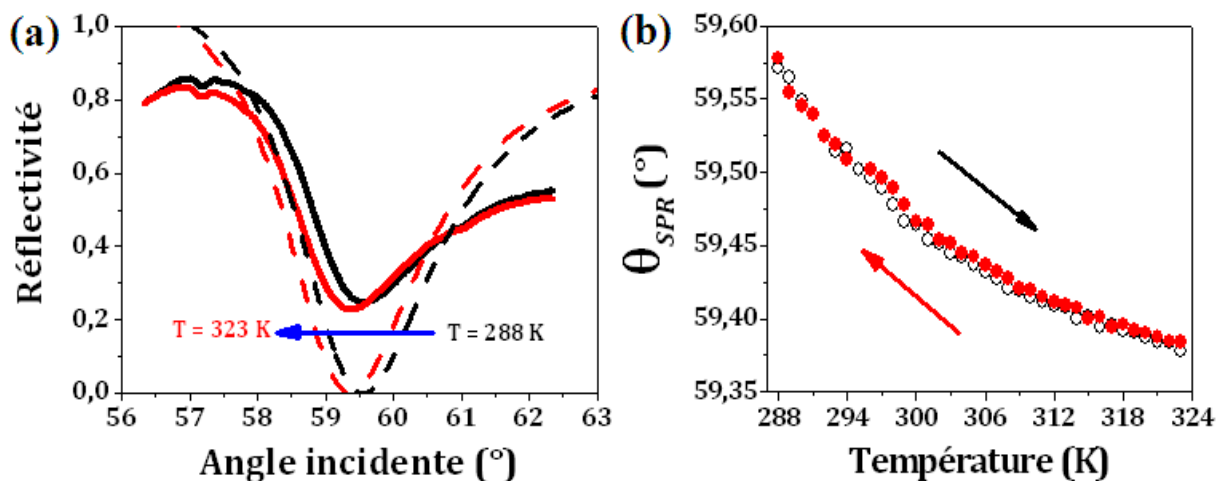 (a)
Réflectivité
1,0
0,8
0,6
0,4
0,2
0,0
T = 323 K
T = 288 K
56 57 58 59 60 61 62 63
Angle incidente (°)
(b)
θSPR (°)
59,60
59,55
59,50
59,45
59,40
59,35
288 294 300 306 312 318 324
Température (K)